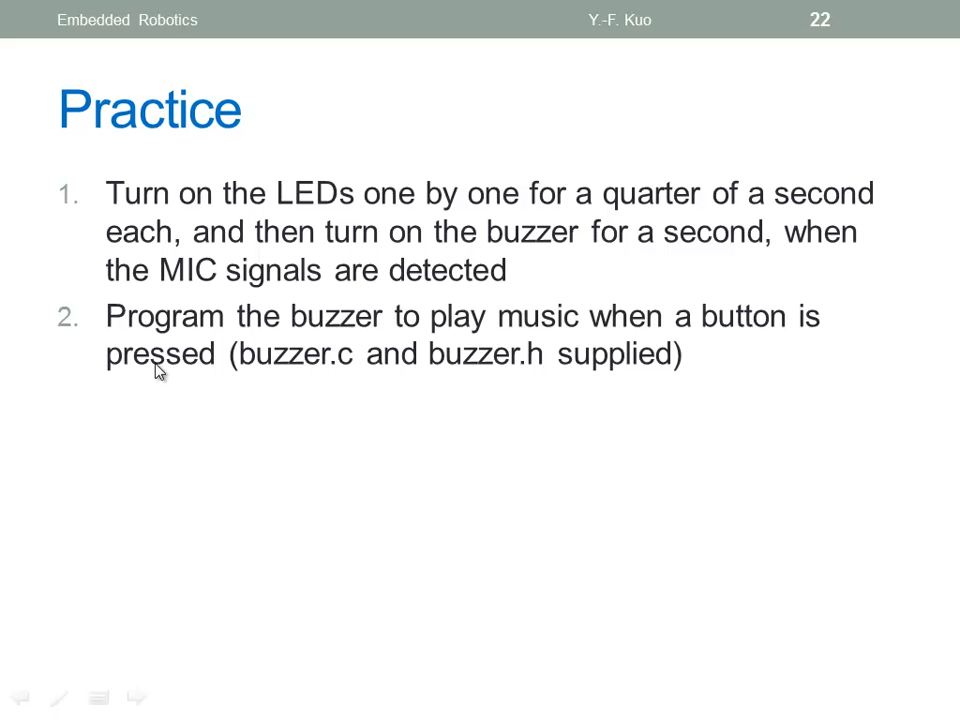 Embedded Robotics Y.-F. Kuo 22
Practice
1. Turn on the LEDs one by one for a quarter of a second
each, and then turn on the buzzer for a second, when
the MIC signals are detected
2. Program the buzzer to play music when a button is
pressed (buzzer.c and buzzer.h supplied)